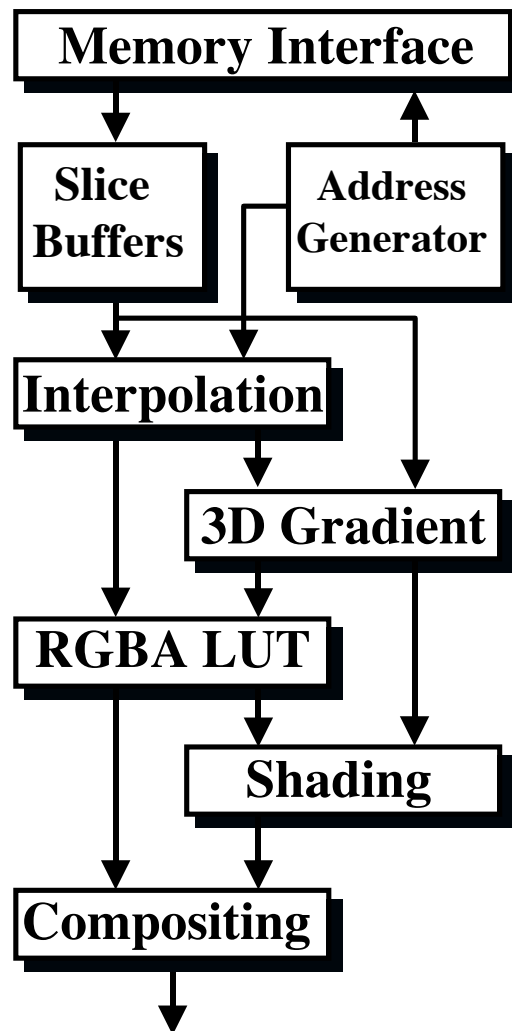 Memory Interface
Slice
Buffers
Address
Generator
Interpolation
3D Gradient
RGBA LUT
Shading
Compositing